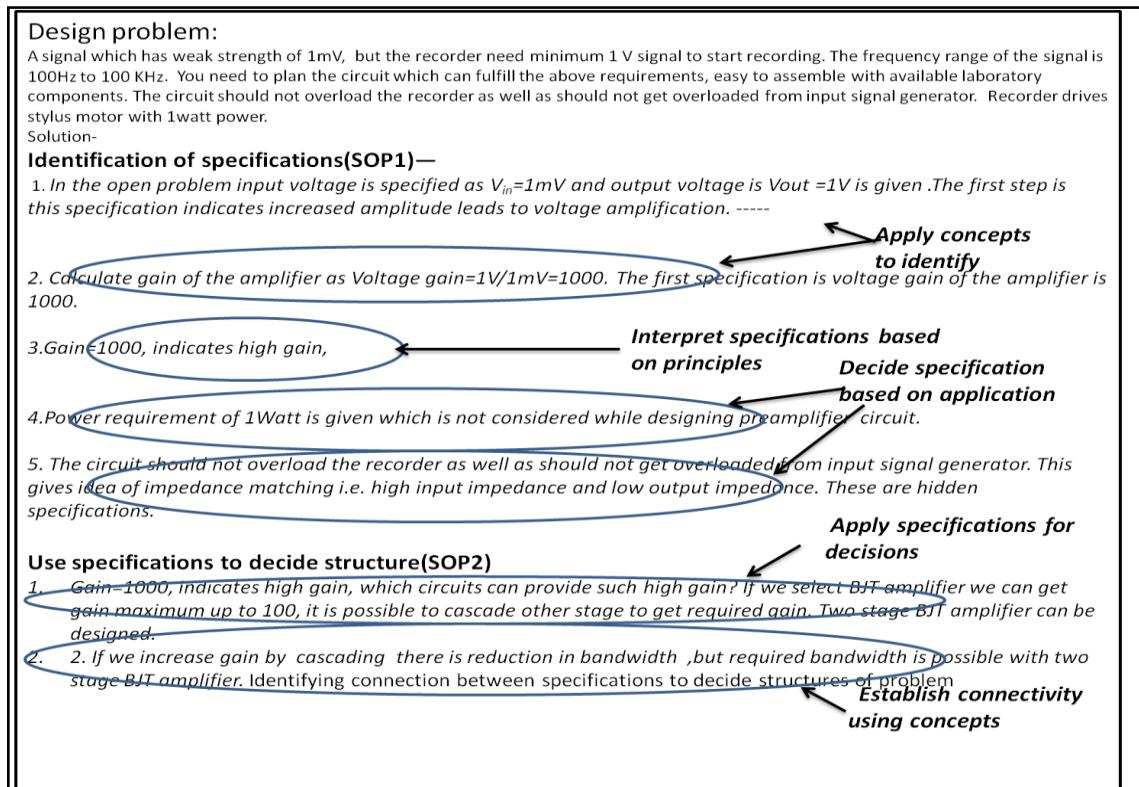 Design problem:
A signal which has weak strength of 1mV, but the recorder need minimum 1 V signal to start recording. The frequency range of the signal is
100Hz to 100 KHz. You need to plan the circuit which can fulfill the above requirements, easy to assemble with available laboratory
components. The circuit should not overload the recorder as well as should not get overloaded from input signal generator. Recorder drives
stylus motor with 1watt power.
Solution-
Identification of specifications(SOP1)—
1. In the open problem input voltage is specified as Vin=1mV and output voltage is Vout =1V is given .The first step is
this specification indicates increased amplitude leads to voltage amplification. -----
Apply concepts
to identify
2. Calculate gain of the amplifier as Voltage gain=1V/1mV=1000. The first specification is voltage gain of the amplifier is
1000.
3.Gain=1000, indicates high gain,
Interpret specifications based
on principles
Decide specification
based on application
4.Power requirement of 1Watt is given which is not considered while designing preamplifier circuit.
5. The circuit should not overload the recorder as well as should not get overloaded from input signal generator. This
gives idea of impedance matching i.e. high input impedance and low output impedance. These are hidden
specifications.
Apply specifications for
decisions
Use specifications to decide structure(SOP2)
1. Gain=1000, indicates high gain, which circuits can provide such high gain? If we select BJT amplifier we can get
gain maximum up to 100, it is possible to cascade other stage to get required gain. Two stage BJT amplifier can be
designed.
2. 2. If we increase gain by cascading there is reduction in bandwidth ,but required bandwidth is possible with two
stage BJT amplifier. Identifying connection between specifications to decide structures of problem
Establish connectivity
using concepts